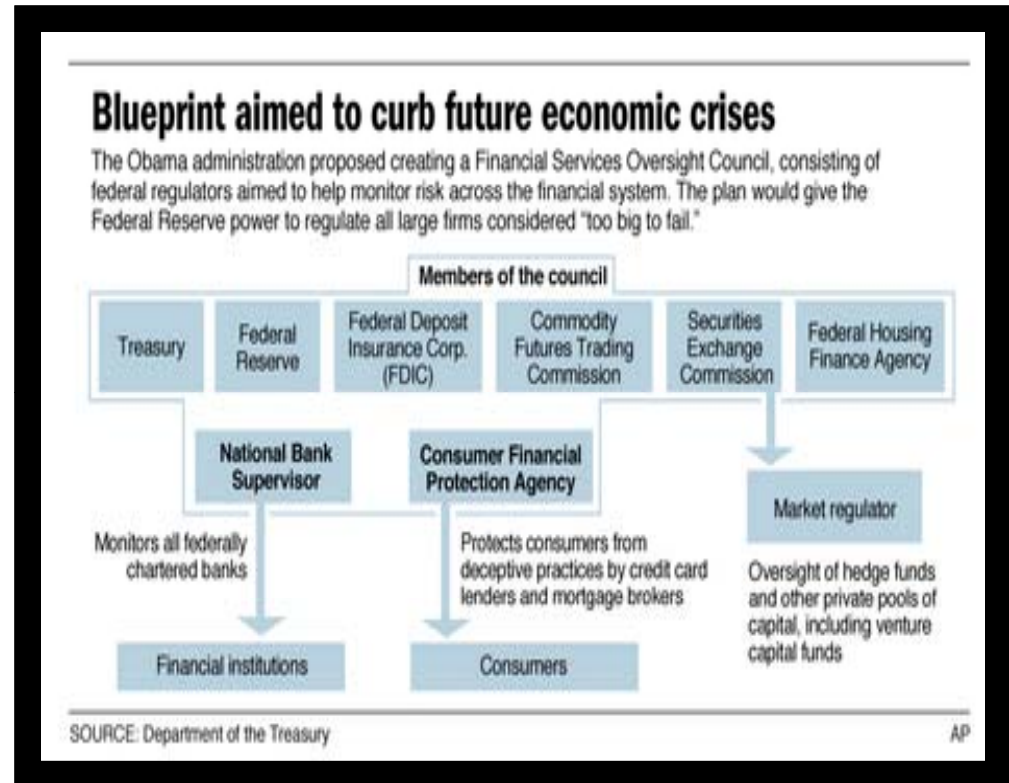 Blueprint aimed to curb future economic crises
The Obama administration proposed creating a Financial Services Oversight Council, consisting of
federal regulators aimed to help monitor risk across the financial system. The plan would give the
Federal Reserve power to regulate all large firms considered “too big to fail.”
Members of the council
Treasury
Federal
Reserve
Federal Deposit
Insurance Corp.
(FDIC)
Commodity
Futures Trading
Commission
Securities
Exchange
Commission
Federal Housing
Finance Agency
National Bank
Supervisor
Consumer Financial
Protection Agency
Market regulator
Monitors all federally
chartered banks
Protects consumers from
deceptive practices by credit card
lenders and mortgage brokers
Oversight of hedge funds
and other private pools of
capital, including venture
capital funds
Financial institutions
Consumers
SOURCE: Department of the Treasury
AP